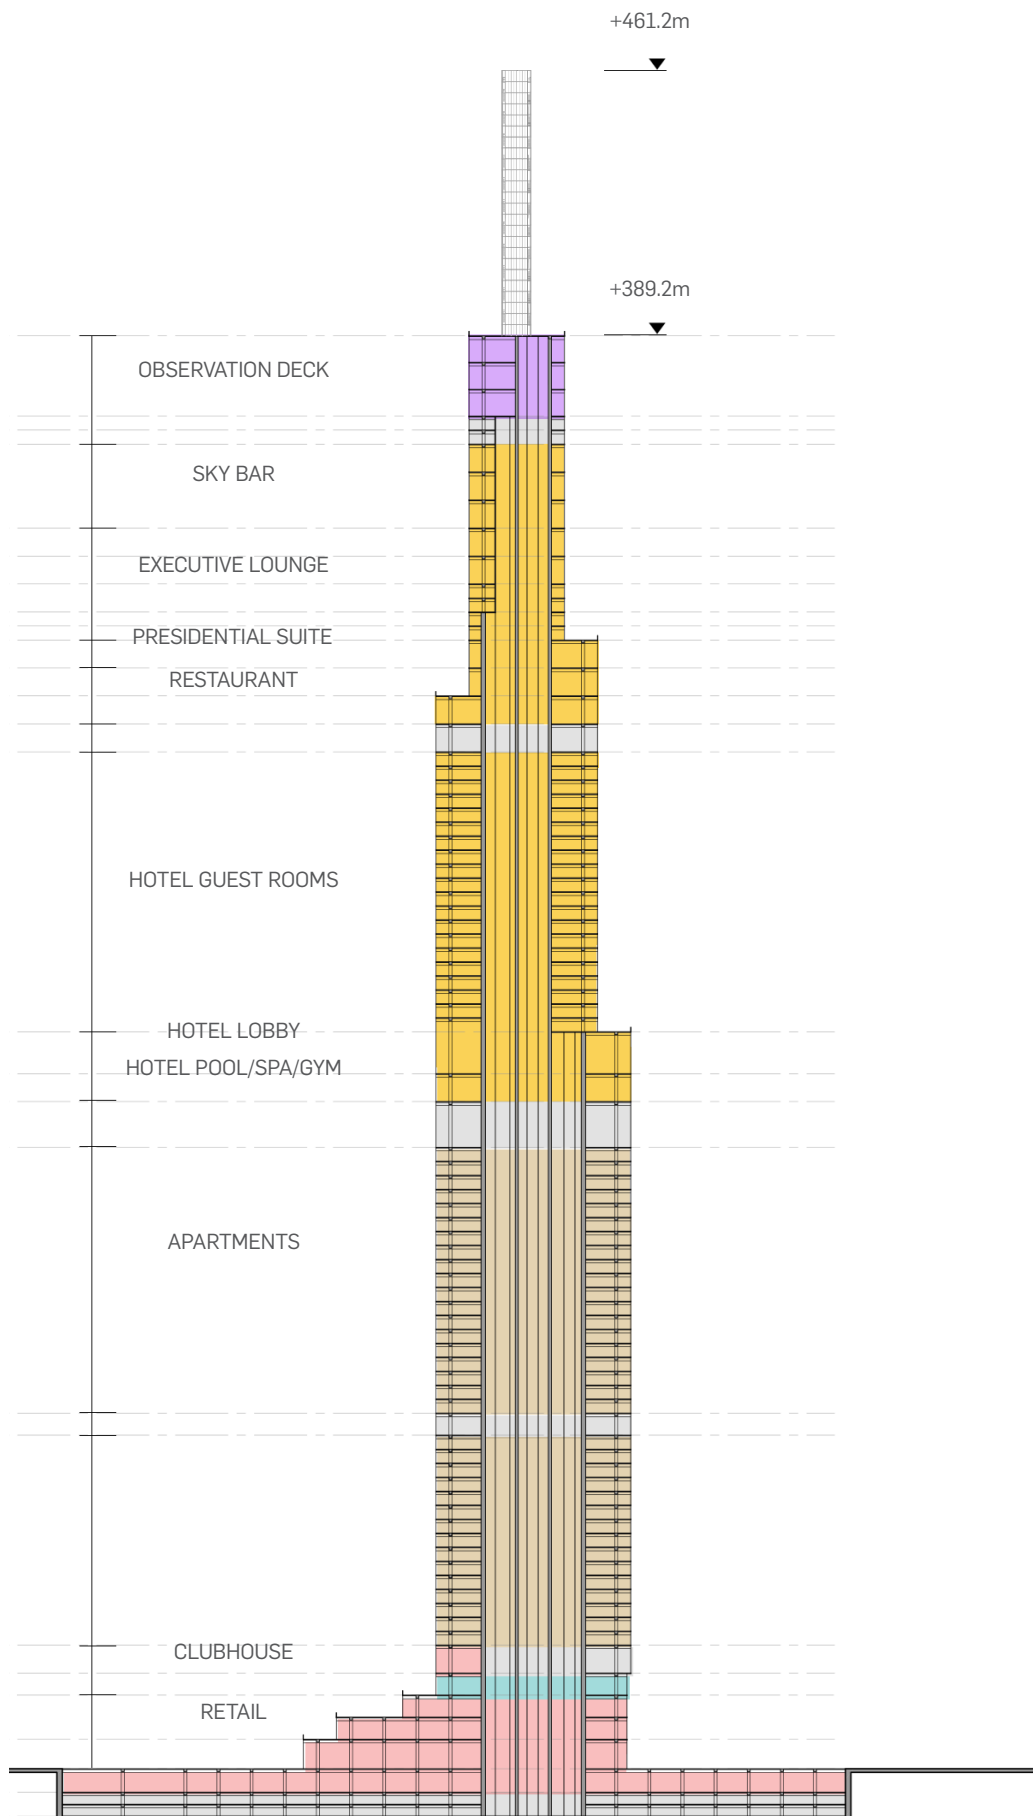 +461.2m
+389.2m
OBSERVATION DECK
SKY BAR
EXECUTIVE LOUNGE
PRESIDENTIAL SUITE
RESTAURANT
HOTEL GUEST ROOMS
HOTEL LOBBY
HOTEL POOL/SPA/GYM
APARTMENTS
CLUBHOUSE
RETAIL